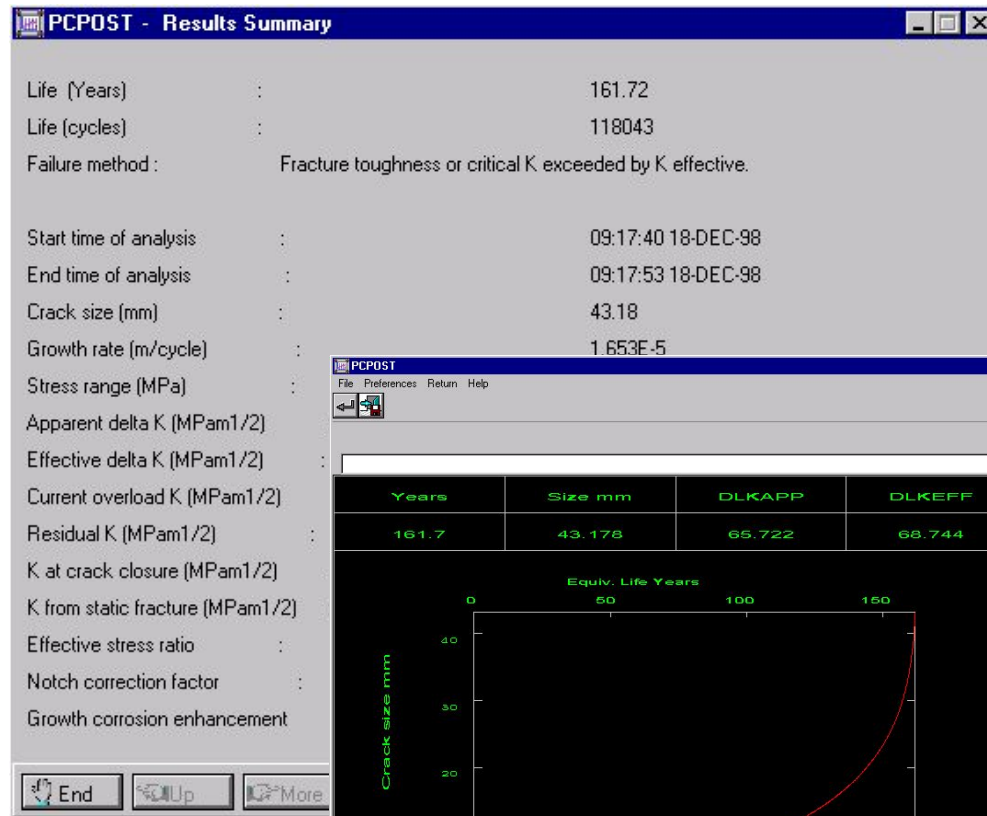 PCPOST - Results Summary
Life (Years) : 161.72
Life (cycles) : 118043
Failure method : Fracture toughness or critical K exceeded by K effective.
Start time of analysis : 09:17:40 18-DEC-98
End time of analysis : 09:17:53 18-DEC-98
Crack size (mm) : 43.18
Growth rate (m/cycle) : 1.653E-5
Stress range (MPa) :
Apparent delta K (MPam1/2)
Effective delta K (MPam1/2) :
Current overload K (MPam1/2)
Residual K (MPam1/2) :
K at crack closure (MPam1/2)
K from static fracture (MPam1/2)
Effective stress ratio :
Notch correction factor :
Growth corrosion enhancement
End Up More
PCPOST
File Preferences Return Help
Years Size mm DLKAPP DLKEFF
161.7 43.178 65.722 68.744
Equiv. Life Years
0 50 100 150
Crack size mm
40
30
20